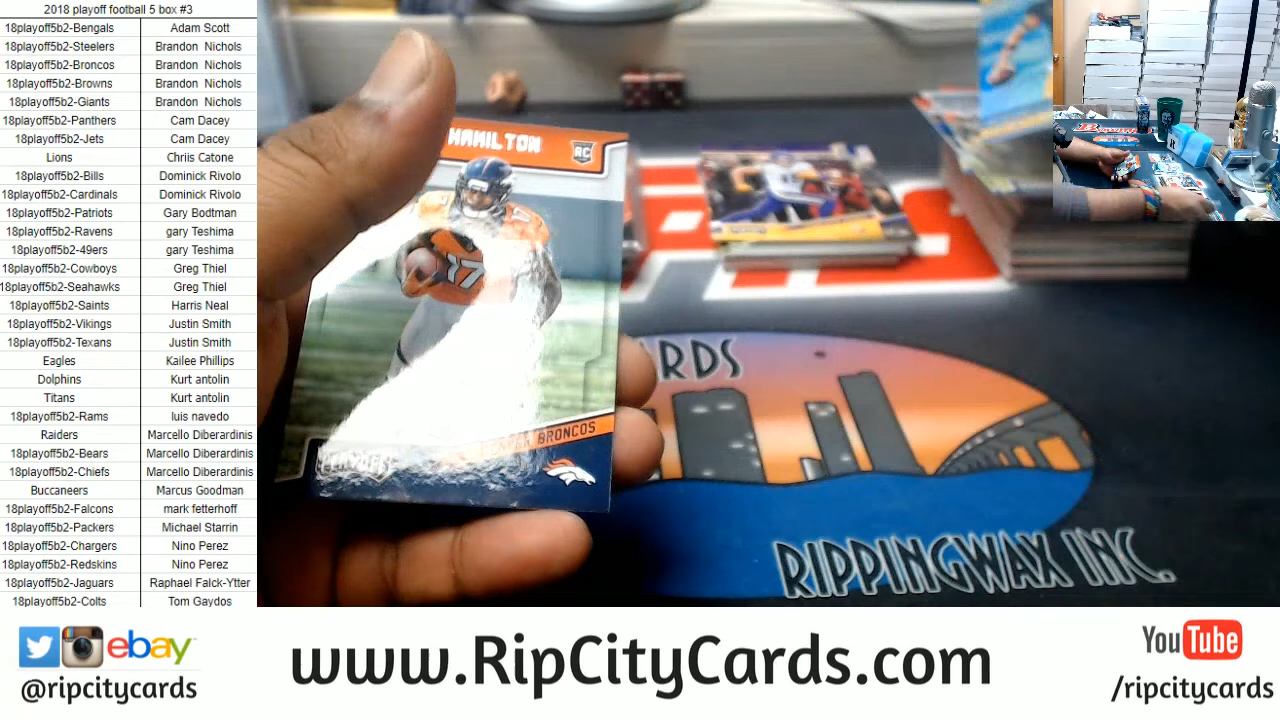 2018 playoff football 5 box #3
18playoff5b2-Bengals Adam Scott
18playoff5b2-Steelers Brandon Nichols
18playoff5b2-Broncos Brandon Nichols
18playoff5b2-Browns Brandon Nichols
18playoff5b2-Giants Brandon Nichols
18playoff5b2-Panthers Cam Dacey
18playoff5b2-Jets Cam Dacey
Lions Chriis Catone
18playoff5b2-Bills Dominick Rivolo
18playoff5b2-Cardinals Dominick Rivolo
18playoff5b2-Patriots Gary Bodtman
18playoff5b2-Ravens gary Teshima
18playoff5b2-49ers gary Teshima
18playoff5b2-Cowboys Greg Thiel
18playoff5b2-Seahawks Greg Thiel
18playoff5b2-Saints Harris Neal
18playoff5b2-Vikings Justin Smith
18playoff5b2-Texans Justin Smith
Eagles Kailee Phillips
Dolphins Kurt antolin
Titans Kurt antolin
18playoff5b2-Rams luis navedo
Raiders Marcello Diberardinis
18playoff5b2-Bears Marcello Diberardinis
18playoff5b2-Chiefs Marcello Diberardinis
Buccaneers Marcus Goodman
18playoff5b2-Falcons mark fetterhoff
18playoff5b2-Packers Michael Starrin
18playoff5b2-Chargers Nino Perez
18playoff5b2-Redskins Nino Perez
18playoff5b2-Jaguars Raphael Falck-Ytter
18playoff5b2-Colts Tom Gaydos
HAMILTON
RC
17
BRONCOS
PLAYOFF
ARDS
RIPPINGWAX INC.
ebay
@ripcitycards
www.RipCityCards.com
YouTube
/ripcitycards